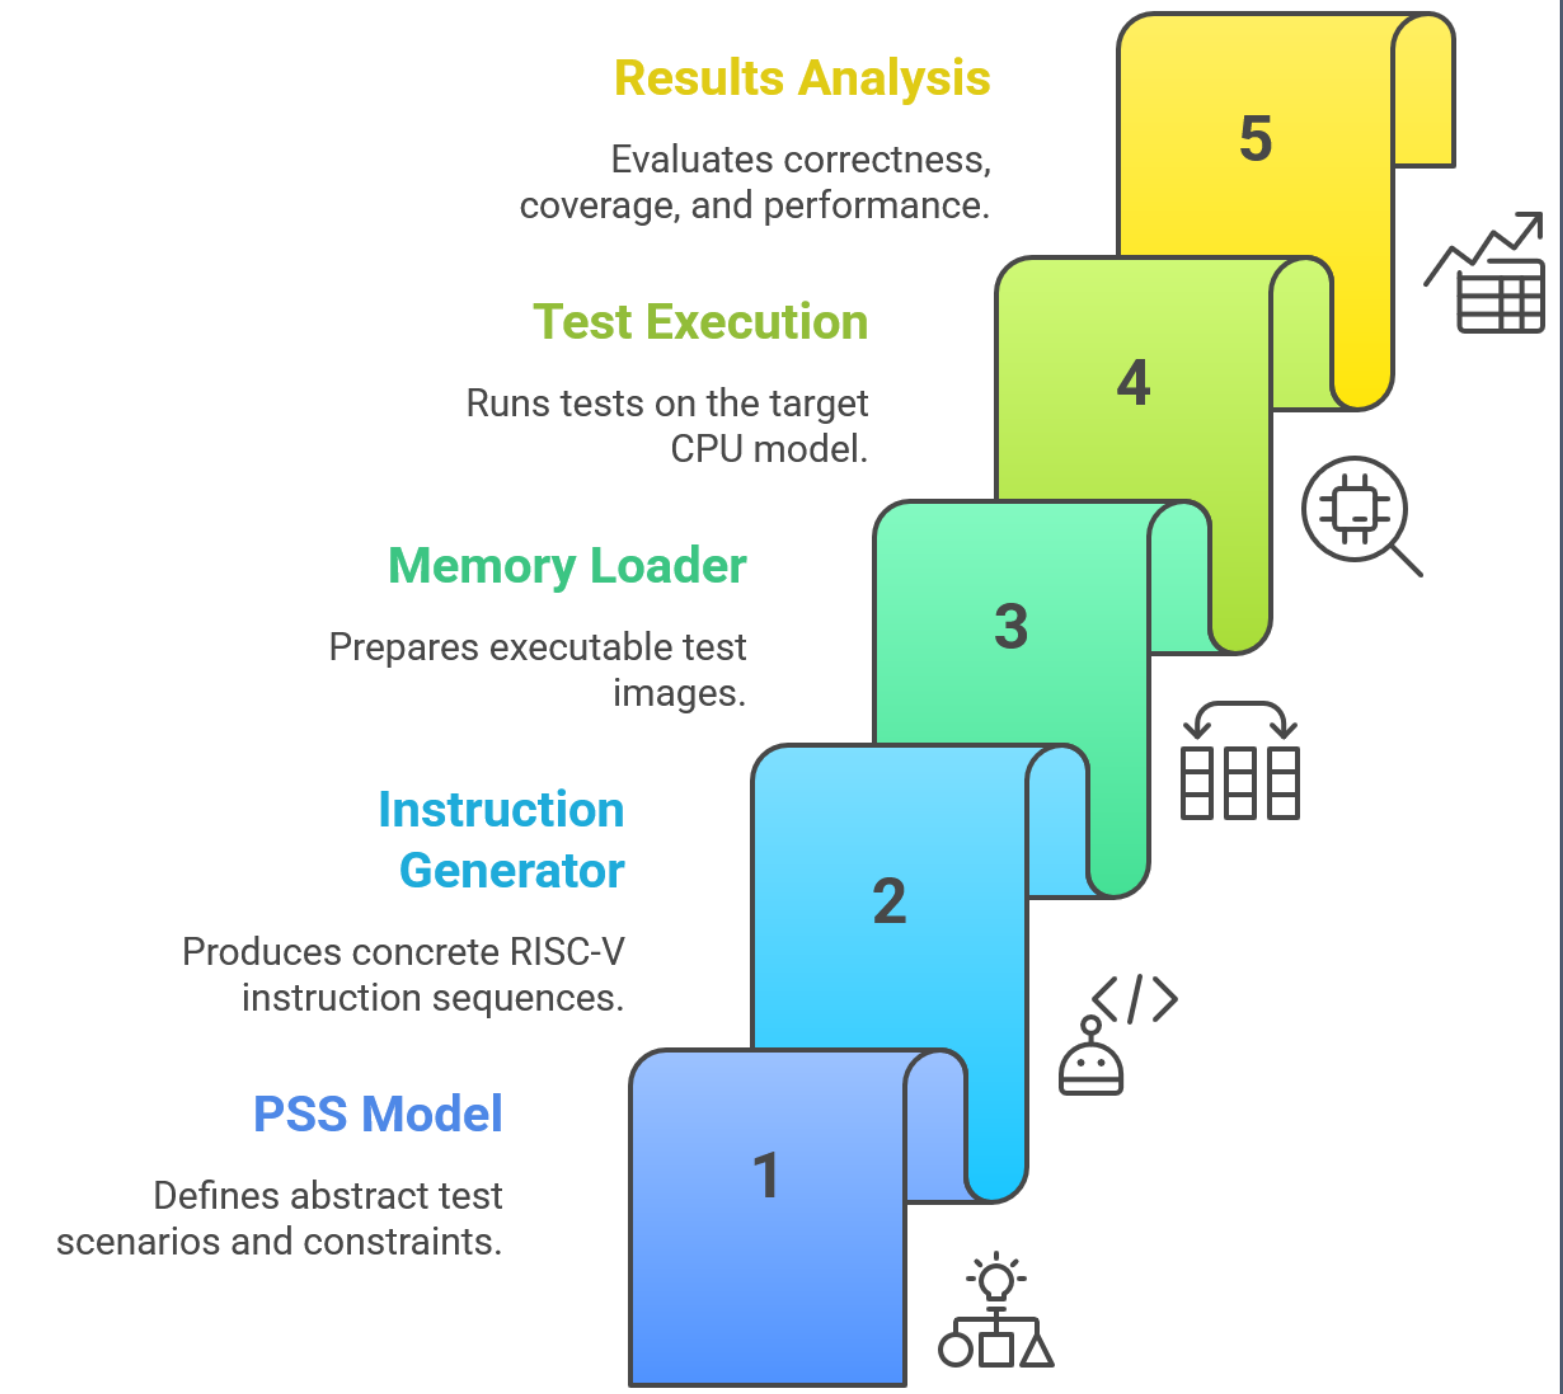 Results Analysis
5
Evaluates correctness,
coverage, and performance.
Test Execution
4
Runs tests on the target
CPU model.
Memory Loader
3
Prepares executable test
images.
Instruction
Generator
2
Produces concrete RISC-V
instruction sequences.
</>
PSS Model
1
Defines abstract test
scenarios and constraints.